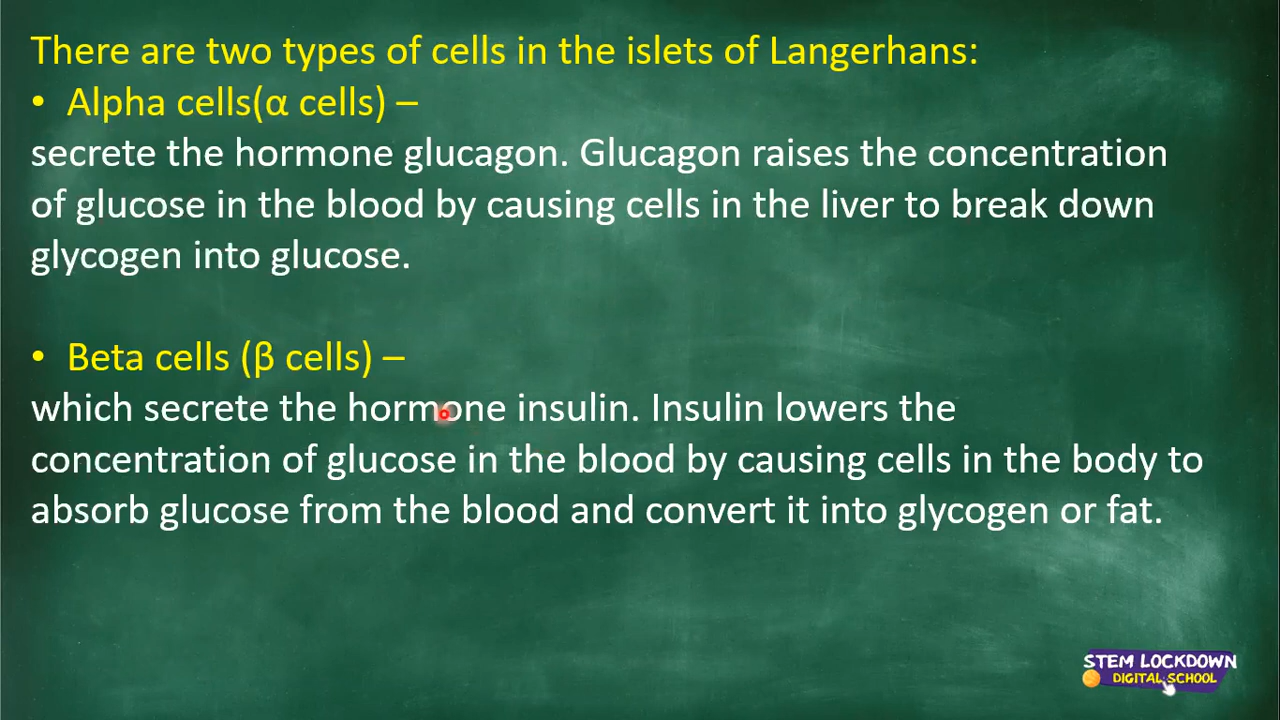 There are two types of cells in the islets of Langerhans:
• Alpha cells(α cells) –
secrete the hormone glucagon. Glucagon raises the concentration
of glucose in the blood by causing cells in the liver to break down
glycogen into glucose.
• Beta cells (β cells) –
which secrete the hormone insulin. Insulin lowers the
concentration of glucose in the blood by causing cells in the body to
absorb glucose from the blood and convert it into glycogen or fat.
STEM LOCKDOWN
DIGITAL SCHOOL